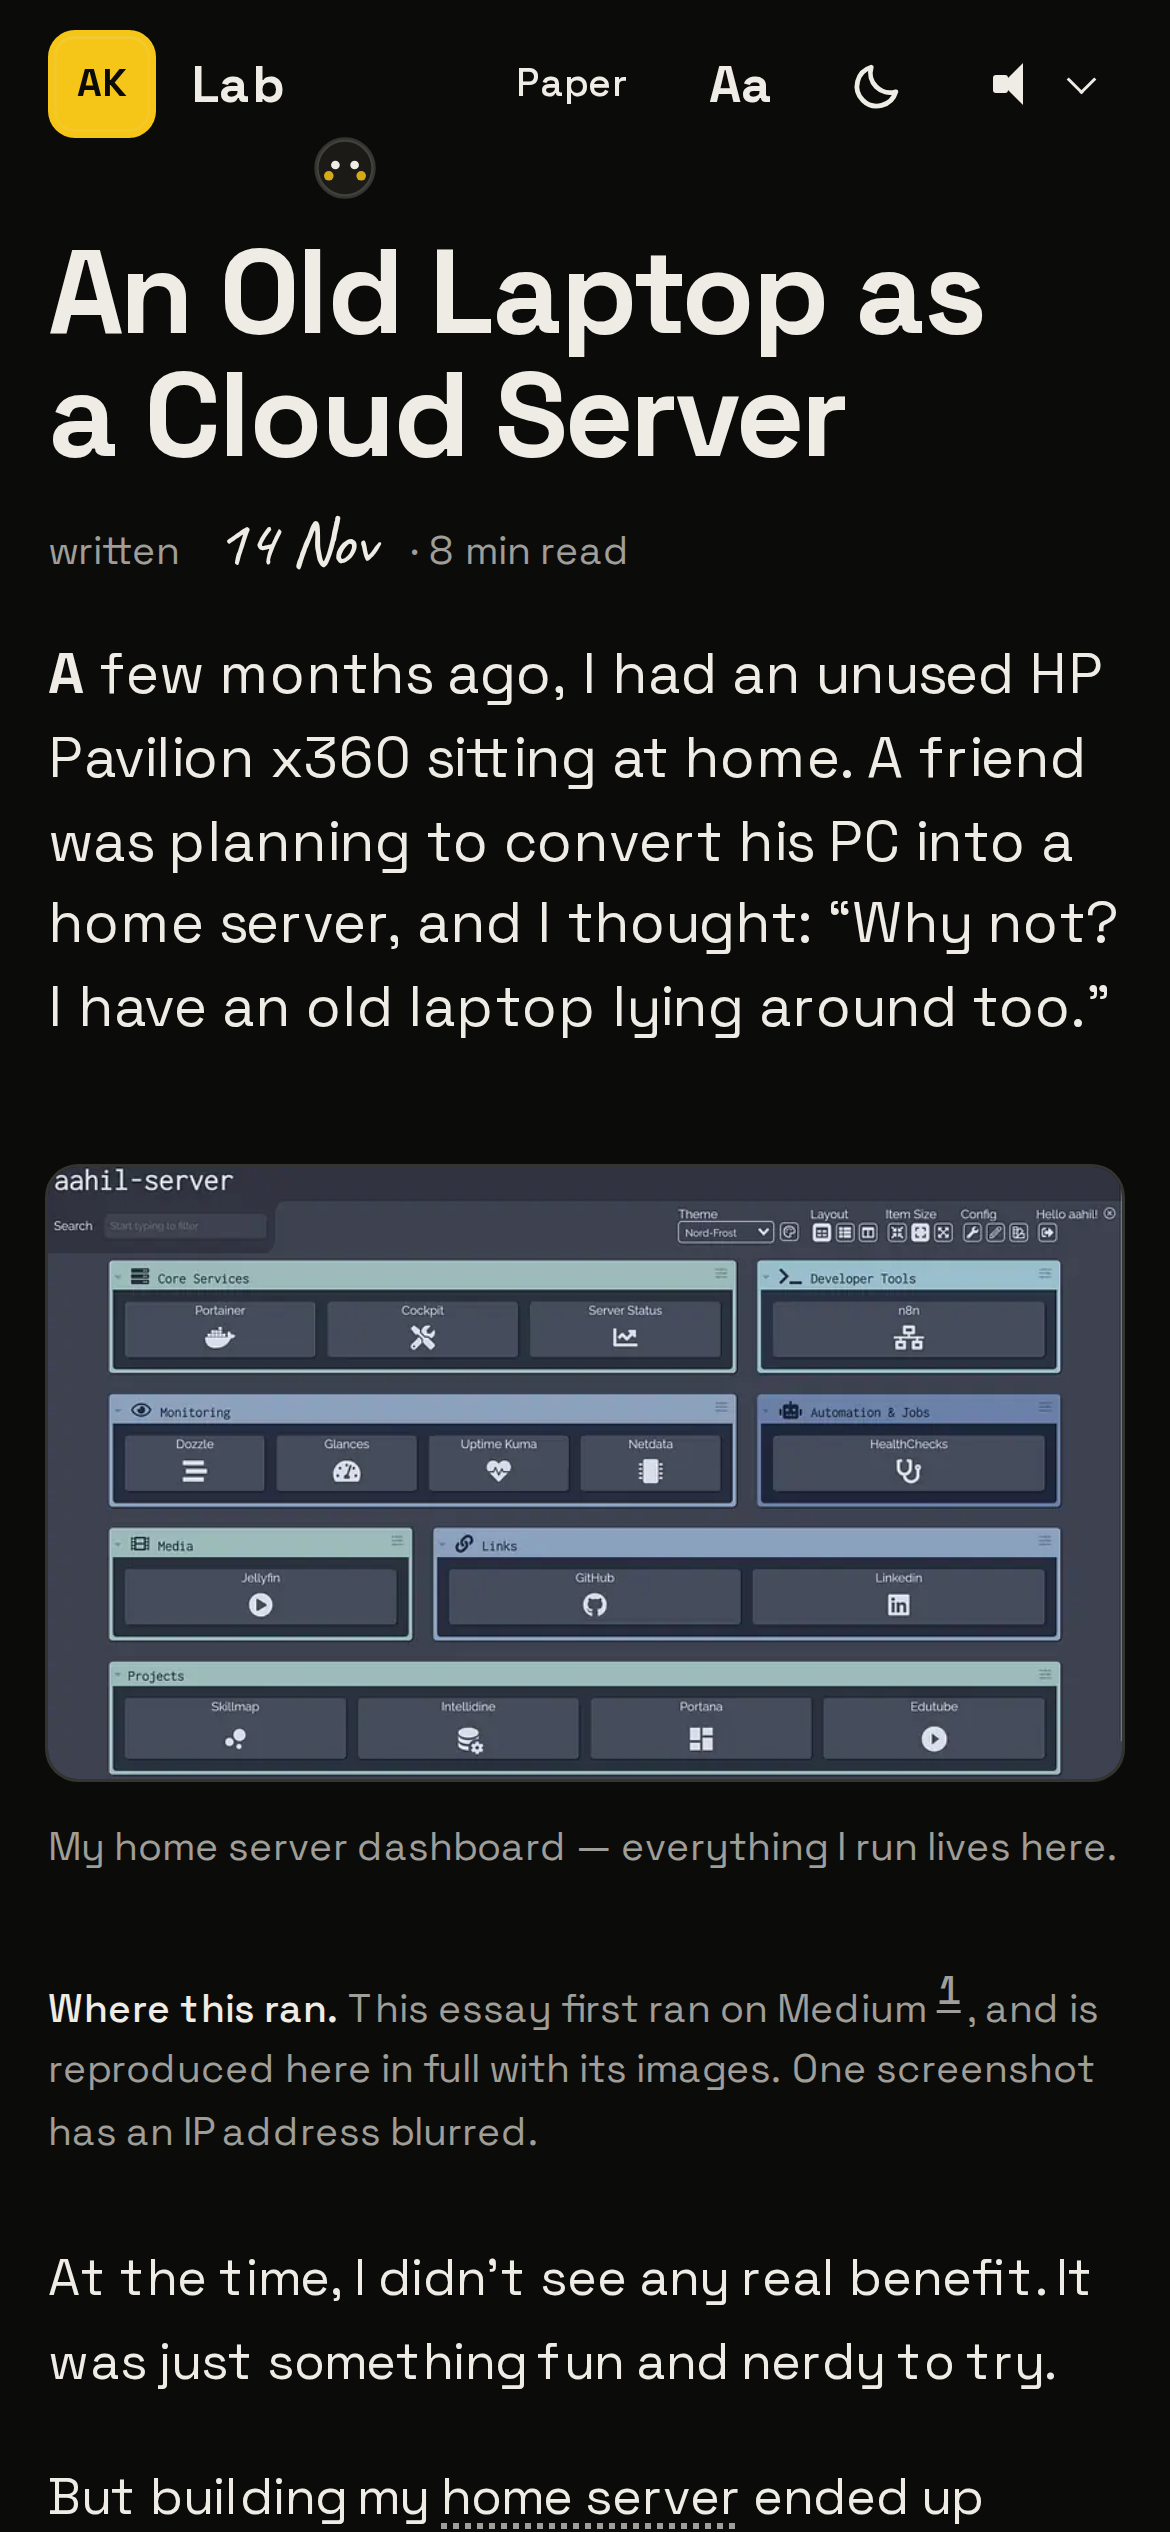 AK
Lab
Paper
Aa
An Old Laptop as
a Cloud Server
written 14 Nov · 8 min read
A few months ago, I had an unused HP
Pavilion x360 sitting at home. A friend
was planning to convert his PC into a
home server, and I thought: “Why not?
I have an old laptop lying around too.”
aahil-server
Search Start typing to filter
Theme Layout Item Size Config Hello aahil!
Nord-Frost
Core Services
Developer Tools
Portainer Cockpit Server Status
n8n
Monitoring
Automation & Jobs
Dozzle Glances Uptime Kuma Netdata
HealthChecks
Media
Links
Jellyfin
GitHub Linkedin
in
Projects
Skillmap Intellidine Portana Edutube
My home server dashboard — everything I run lives here.
Where this ran. This essay first ran on Medium 1, and is
reproduced here in full with its images. One screenshot
has an IP address blurred.
At the time, I didn’t see any real benefit. It
was just something fun and nerdy to try.
But building my home server ended up